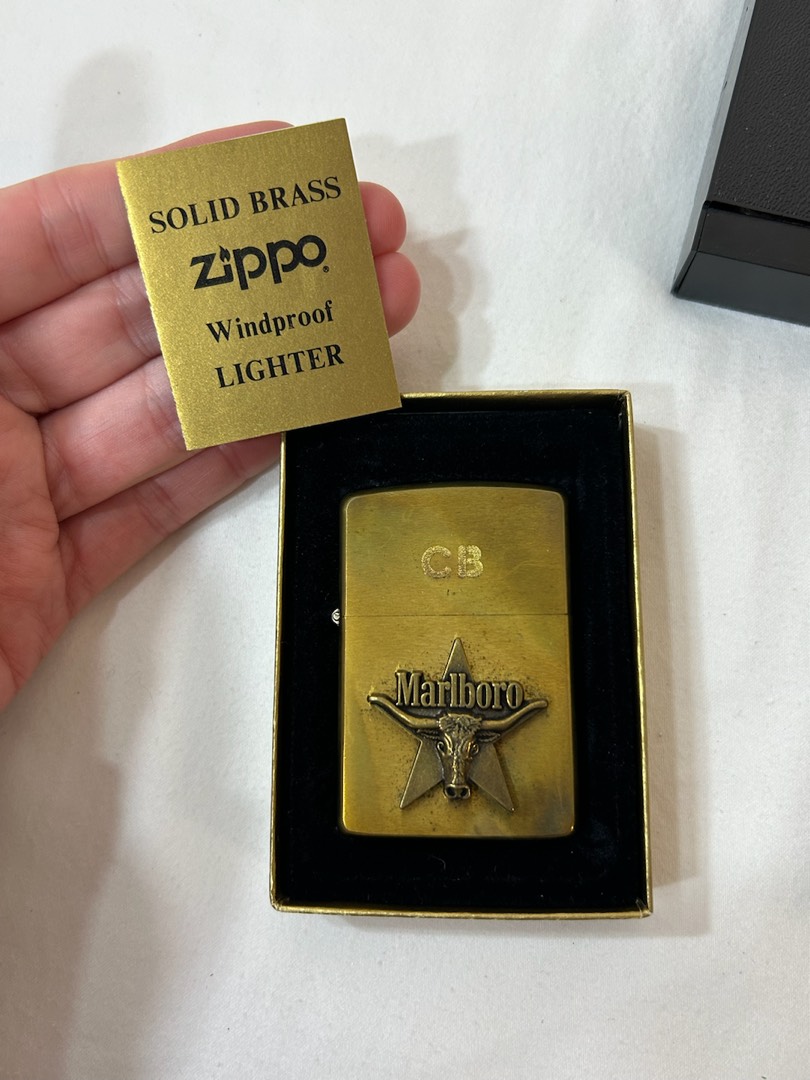 SOLID BRASS
zippo®
Windproof
LIGHTER
CB
Marlboro